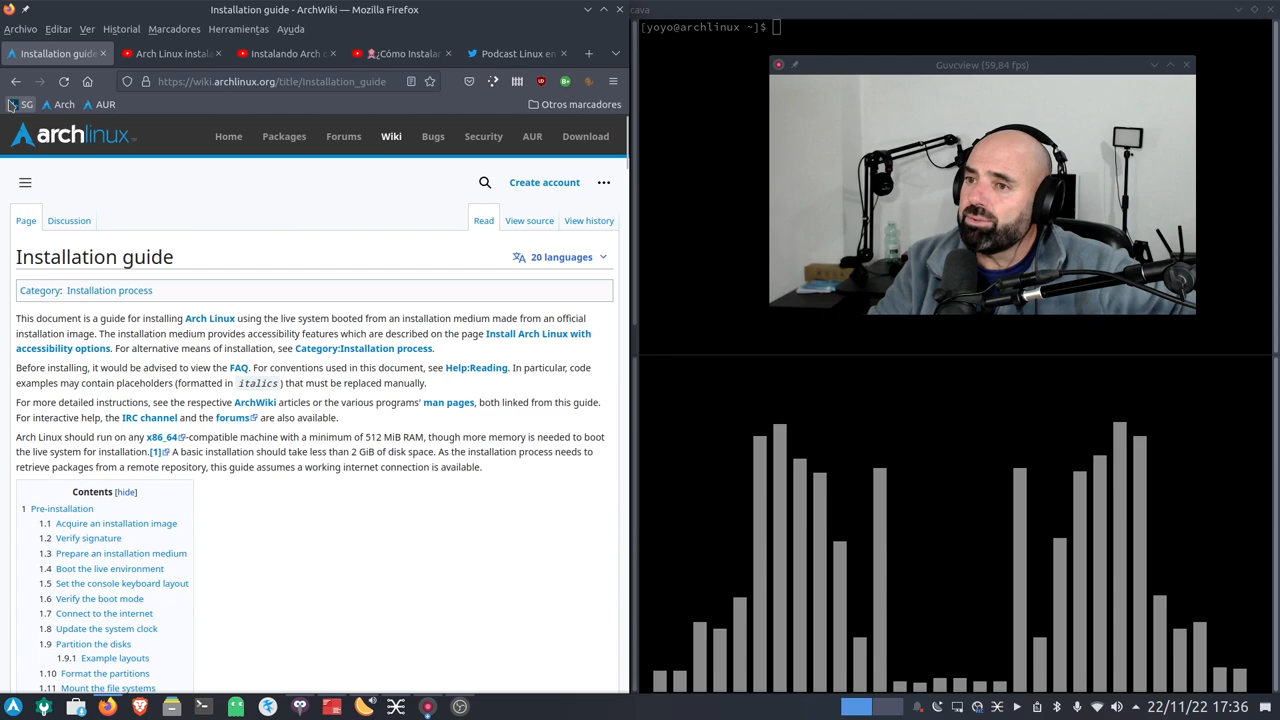 Installation guide - ArchWiki — Mozilla Firefox
Archivo Editar Ver Historial Marcadores Herramientas Ayuda
Installation guide
Arch Linux instala
Instalando Arch
¿Cómo Instalar
Podcast Linux en
https://wiki.archlinux.org/title/Installation_guide
SG Arch AUR Otros marcadores
archlinux
Home Packages Forums Wiki Bugs Security AUR Download
Create account
Page Discussion Read View source View history
Installation guide
20 languages
Category: Installation process
This document is a guide for installing Arch Linux using the live system booted from an installation medium made from an official
installation image. The installation medium provides accessibility features which are described on the page Install Arch Linux with
accessibility options. For alternative means of installation, see Category:Installation process.
Before installing, it would be advised to view the FAQ. For conventions used in this document, see Help:Reading. In particular, code
examples may contain placeholders (formatted in italics) that must be replaced manually.
For more detailed instructions, see the respective ArchWiki articles or the various programs' man pages, both linked from this guide.
For interactive help, the IRC channel and the forums are also available.
Arch Linux should run on any x86_64-compatible machine with a minimum of 512 MiB RAM, though more memory is needed to boot
the live system for installation.[1] A basic installation should take less than 2 GiB of disk space. As the installation process needs to
retrieve packages from a remote repository, this guide assumes a working internet connection is available.
Contents [hide]
1 Pre-installation
1.1 Acquire an installation image
1.2 Verify signature
1.3 Prepare an installation medium
1.4 Boot the live environment
1.5 Set the console keyboard layout
1.6 Verify the boot mode
1.7 Connect to the internet
1.8 Update the system clock
1.9 Partition the disks
1.9.1 Example layouts
1.10 Format the partitions
1.11 Mount the file systems
cava
[yoyo@archlinux ~]$
Guvcview (59,84 fps)
22/11/22 17:36